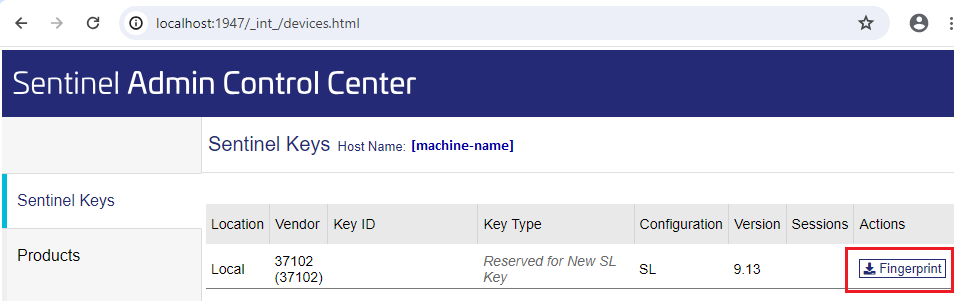 localhost:1947/_int_/devices.html
Sentinel Admin Control Center
Sentinel Keys Host Name: [machine-name]
Sentinel Keys
Products
Location Vendor Key ID Key Type Configuration Version Sessions Actions
Local 37102 (37102) Reserved for New SL Key SL 9.13 Fingerprint